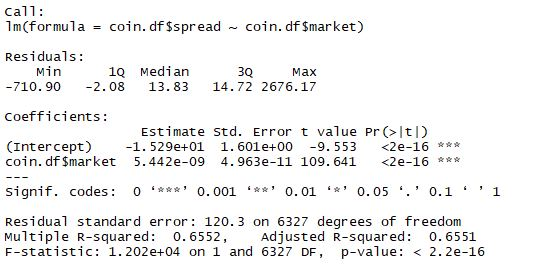 Call:
lm(formula = coin.df$spread ~ coin.df$market)
Residuals:
Min 1Q Median 3Q Max
-710.90 -2.08 13.83 14.72 2676.17
Coefficients:
Estimate Std. Error t value Pr(>|t|)
(Intercept) -1.529e+01 1.601e+00 -9.553 <2e-16 ***
coin.df$market 5.442e-09 4.963e-11 109.641 <2e-16 ***
---
Signif. codes: 0 ‘***’ 0.001 ‘**’ 0.01 ‘*’ 0.05 ‘.’ 0.1 ‘ ’ 1
Residual standard error: 120.3 on 6327 degrees of freedom
Multiple R-squared: 0.6552, Adjusted R-squared: 0.6551
F-statistic: 1.202e+04 on 1 and 6327 DF, p-value: < 2.2e-16